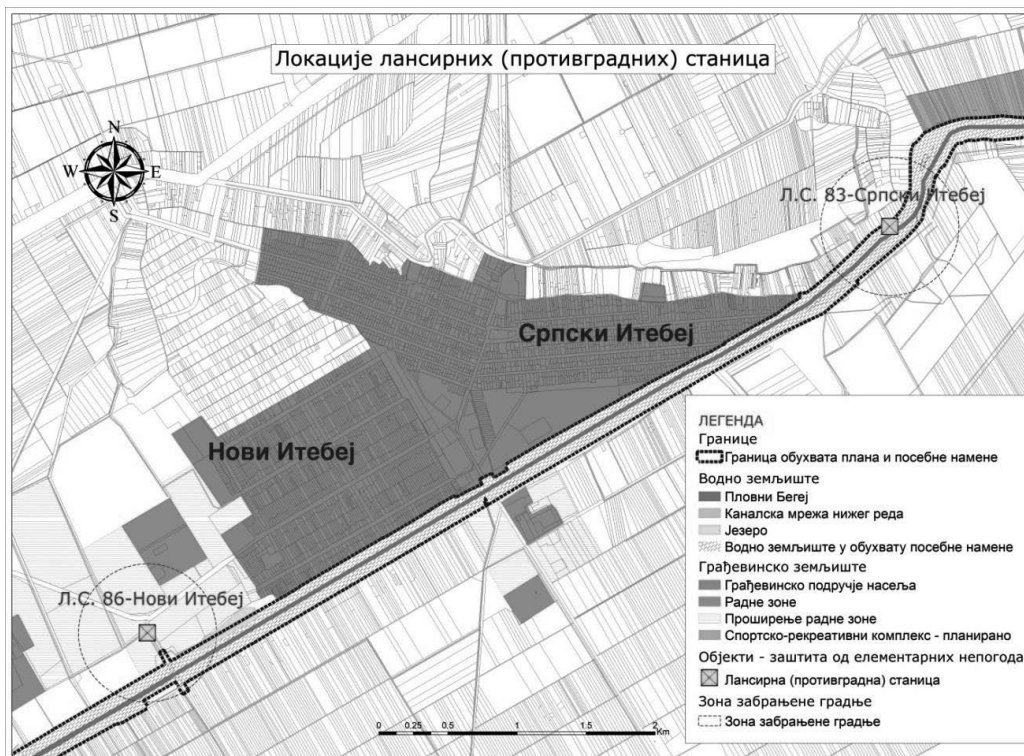 Локације лансирних (противградних) станица
N
W E
S
Л.С. 83-Српски Итебеј
Српски Итебеј
Нови Итебеј
Л.С. 86-Нови Итебеј
ЛЕГЕНДА
Границе
Граница обухвата плана и посебне намене
Водно земљиште
Пловни Бегеј
Каналска мрежа нижег реда
Језеро
Водно земљиште у обухвату посебне намене
Грађевинско земљиште
Грађевинско подручје насеља
Радне зоне
Проширење радне зоне
Спортско-рекреативни комплекс - планирано
Објекти - заштита од елементарних непогода
Лансирна (противградна) станица
Зона забрањене градње
Зона забрањене градње
0 0.25 0.5 1 1.5 2
Km